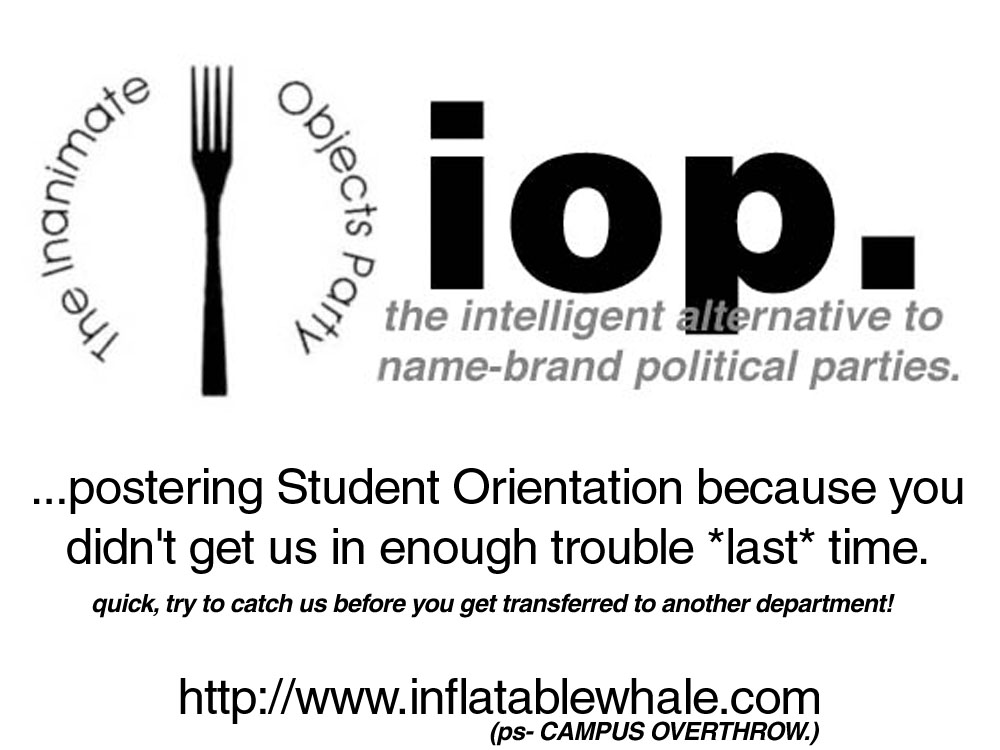 The Inanimate Objects Party
iop.
the intelligent alternative to
name-brand political parties.
...postering Student Orientation because you
didn't get us in enough trouble *last* time.
quick, try to catch us before you get transferred to another department!
http://www.inflatablewhale.com
(ps- CAMPUS OVERTHROW.)